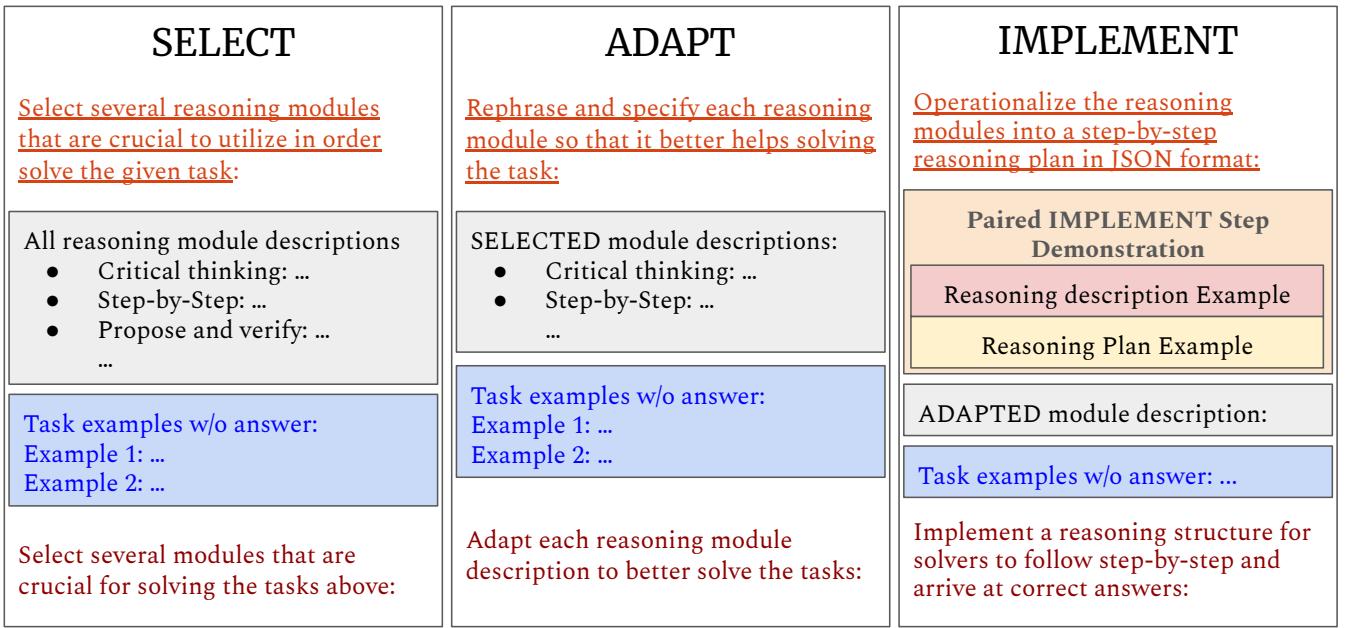 SELECT
Select several reasoning modules
that are crucial to utilize in order
solve the given task:
All reasoning module descriptions
● Critical thinking: ...
● Step-by-Step: ...
● Propose and verify: ...
...
Task examples w/o answer:
Example 1: ...
Example 2: ...
Select several modules that are
crucial for solving the tasks above:
ADAPT
Rephrase and specify each reasoning
module so that it better helps solving
the task:
SELECTED module descriptions:
● Critical thinking: ...
● Step-by-Step: ...
...
Task examples w/o answer:
Example 1: ...
Example 2: ...
Adapt each reasoning module
description to better solve the tasks:
IMPLEMENT
Operationalize the reasoning
modules into a step-by-step
reasoning plan in JSON format:
Paired IMPLEMENT Step
Demonstration
Reasoning description Example
Reasoning Plan Example
ADAPTED module description:
Task examples w/o answer: ...
Implement a reasoning structure for
solvers to follow step-by-step and
arrive at correct answers: